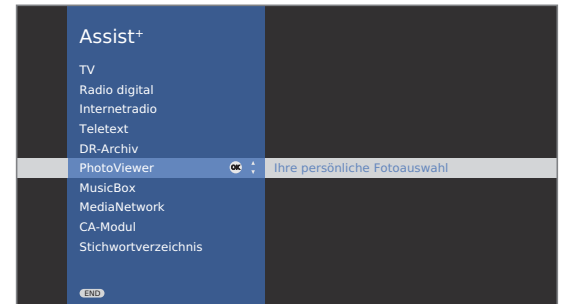 Assist+
TV
Radio digital
Internetradio
Teletext
DR-Archiv
PhotoViewer OK Ihre persönliche Fotoauswahl
MusicBox
MediaNetwork
CA-Modul
Stichwortverzeichnis
END